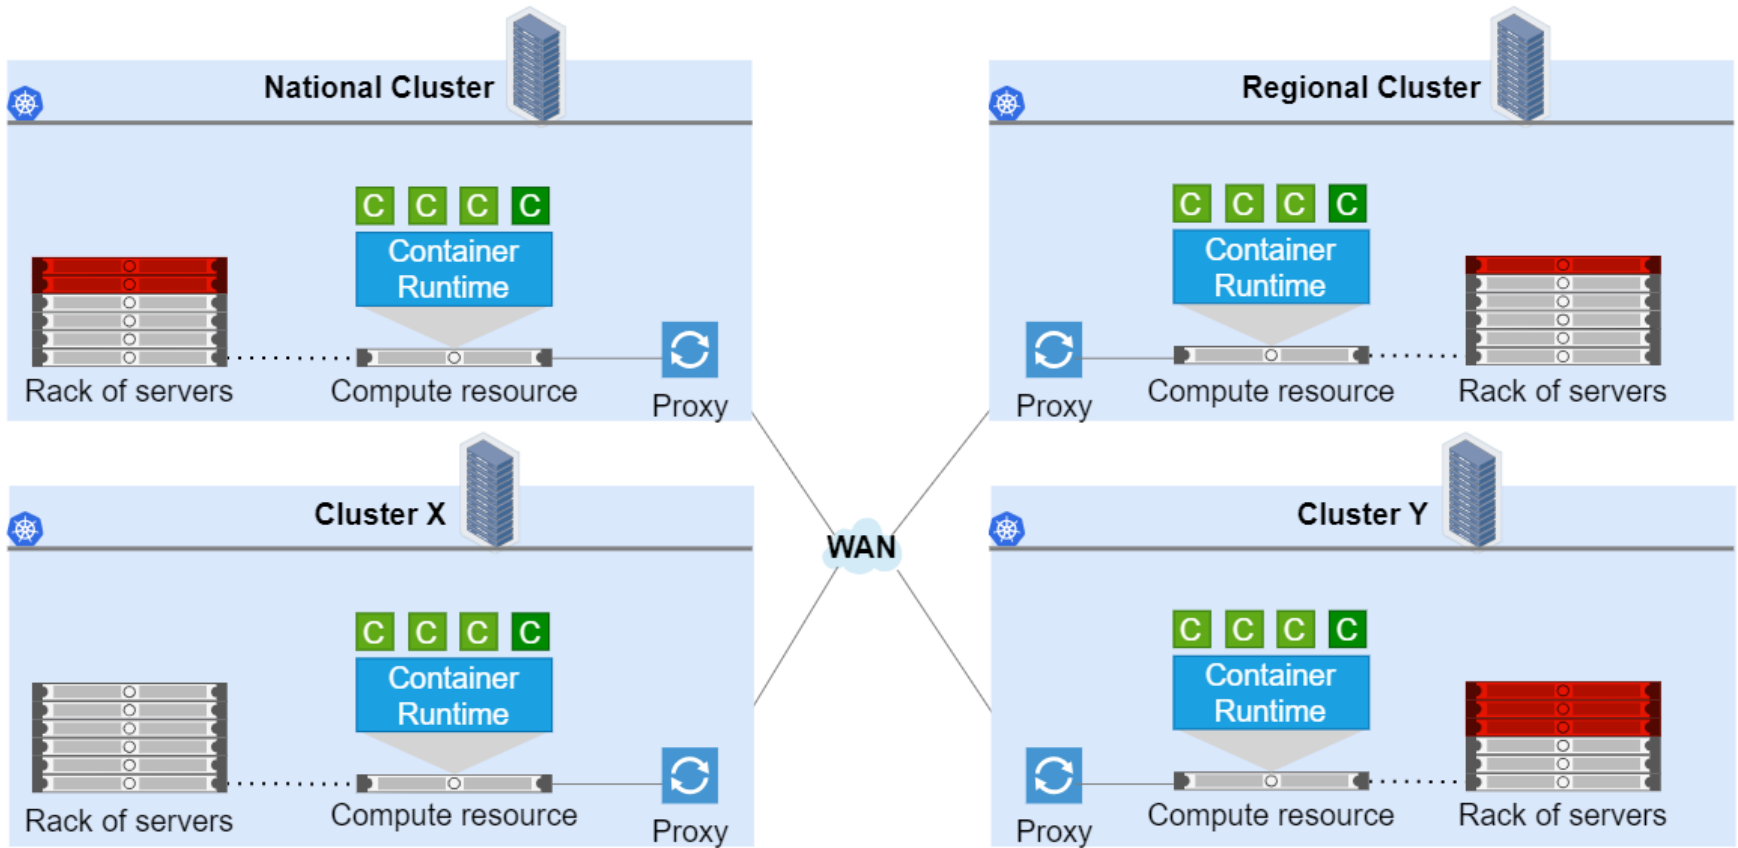 National Cluster
C C C C
Container
Runtime
Rack of servers
Compute resource
Proxy
Regional Cluster
C C C C
Container
Runtime
Proxy
Compute resource
Rack of servers
WAN
Cluster X
C C C C
Container
Runtime
Rack of servers
Compute resource
Proxy
Cluster Y
C C C C
Container
Runtime
Proxy
Compute resource
Rack of servers